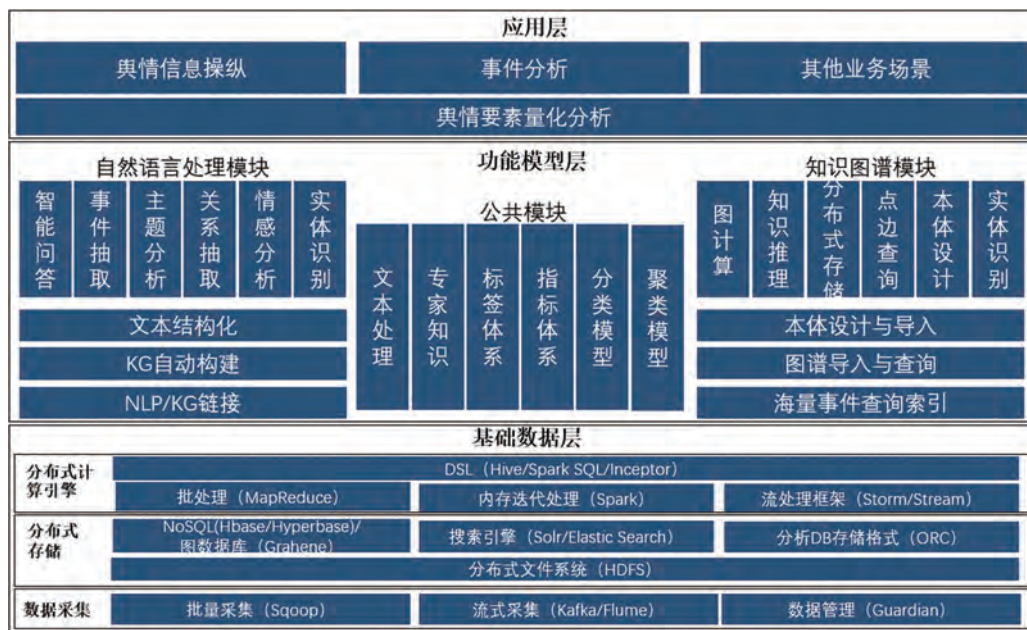 应用层
舆情信息操纵
事件分析
其他业务场景
舆情要素量化分析
功能模型层
自然语言处理模块
智能问答
事件抽取
主题分析
关系抽取
情感分析
实体识别
文本结构化
KG自动构建
NLP/KG链接
公共模块
文本处理
专家知识
标签体系
指标体系
分类模型
聚类模型
知识图谱模块
图计算
知识推理
分布式存储
点边查询
本体设计
实体识别
本体设计与导入
图谱导入与查询
海量事件查询索引
基础数据层
分布式计
算引擎
DSL（Hive/Spark SQL/Inceptor）
批处理（MapReduce）
内存迭代处理（Spark）
流处理框架（Storm/Stream）
分布式
存储
NoSQL(Hbase/Hyperbase)/
图数据库（Grahene）
搜索引擎（Solr/Elastic Search）
分析DB存储格式（ORC）
分布式文件系统（HDFS）
数据采集
批量采集（Sqoop）
流式采集（Kafka/Flume）
数据管理（Guardian）